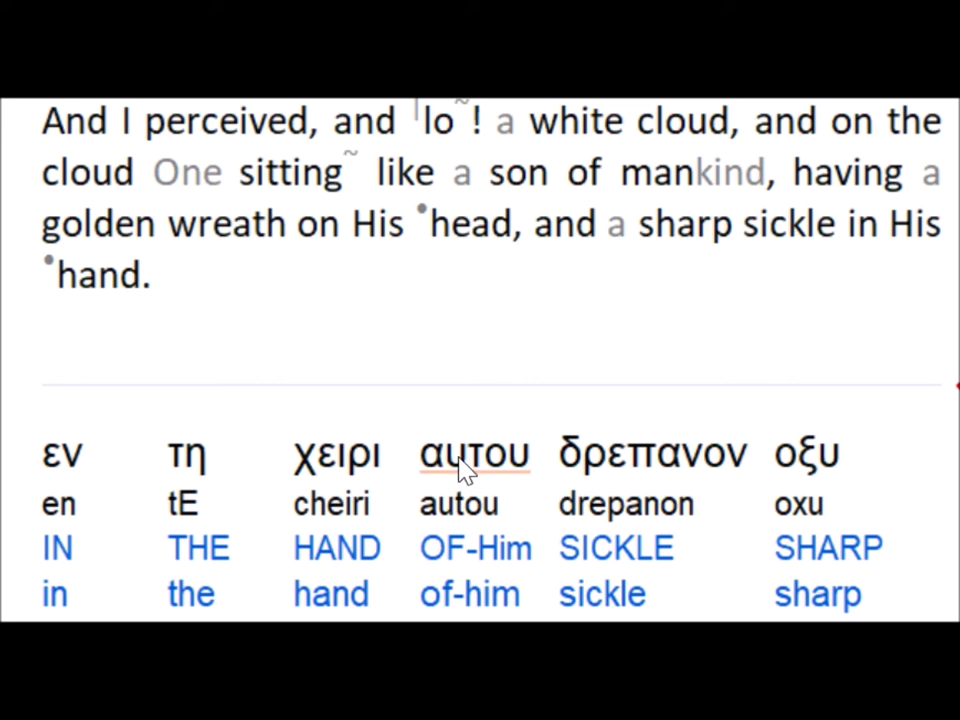 And I perceived, and |lo~! a white cloud, and on the
cloud One sitting~ like a son of mankind, having a
golden wreath on His •head, and a sharp sickle in His
•hand.
εν τη χειρι αυτου δρεπανον οξυ
en tE cheiri autou drepanon oxu
IN THE HAND OF-Him SICKLE SHARP
in the hand of-him sickle sharp